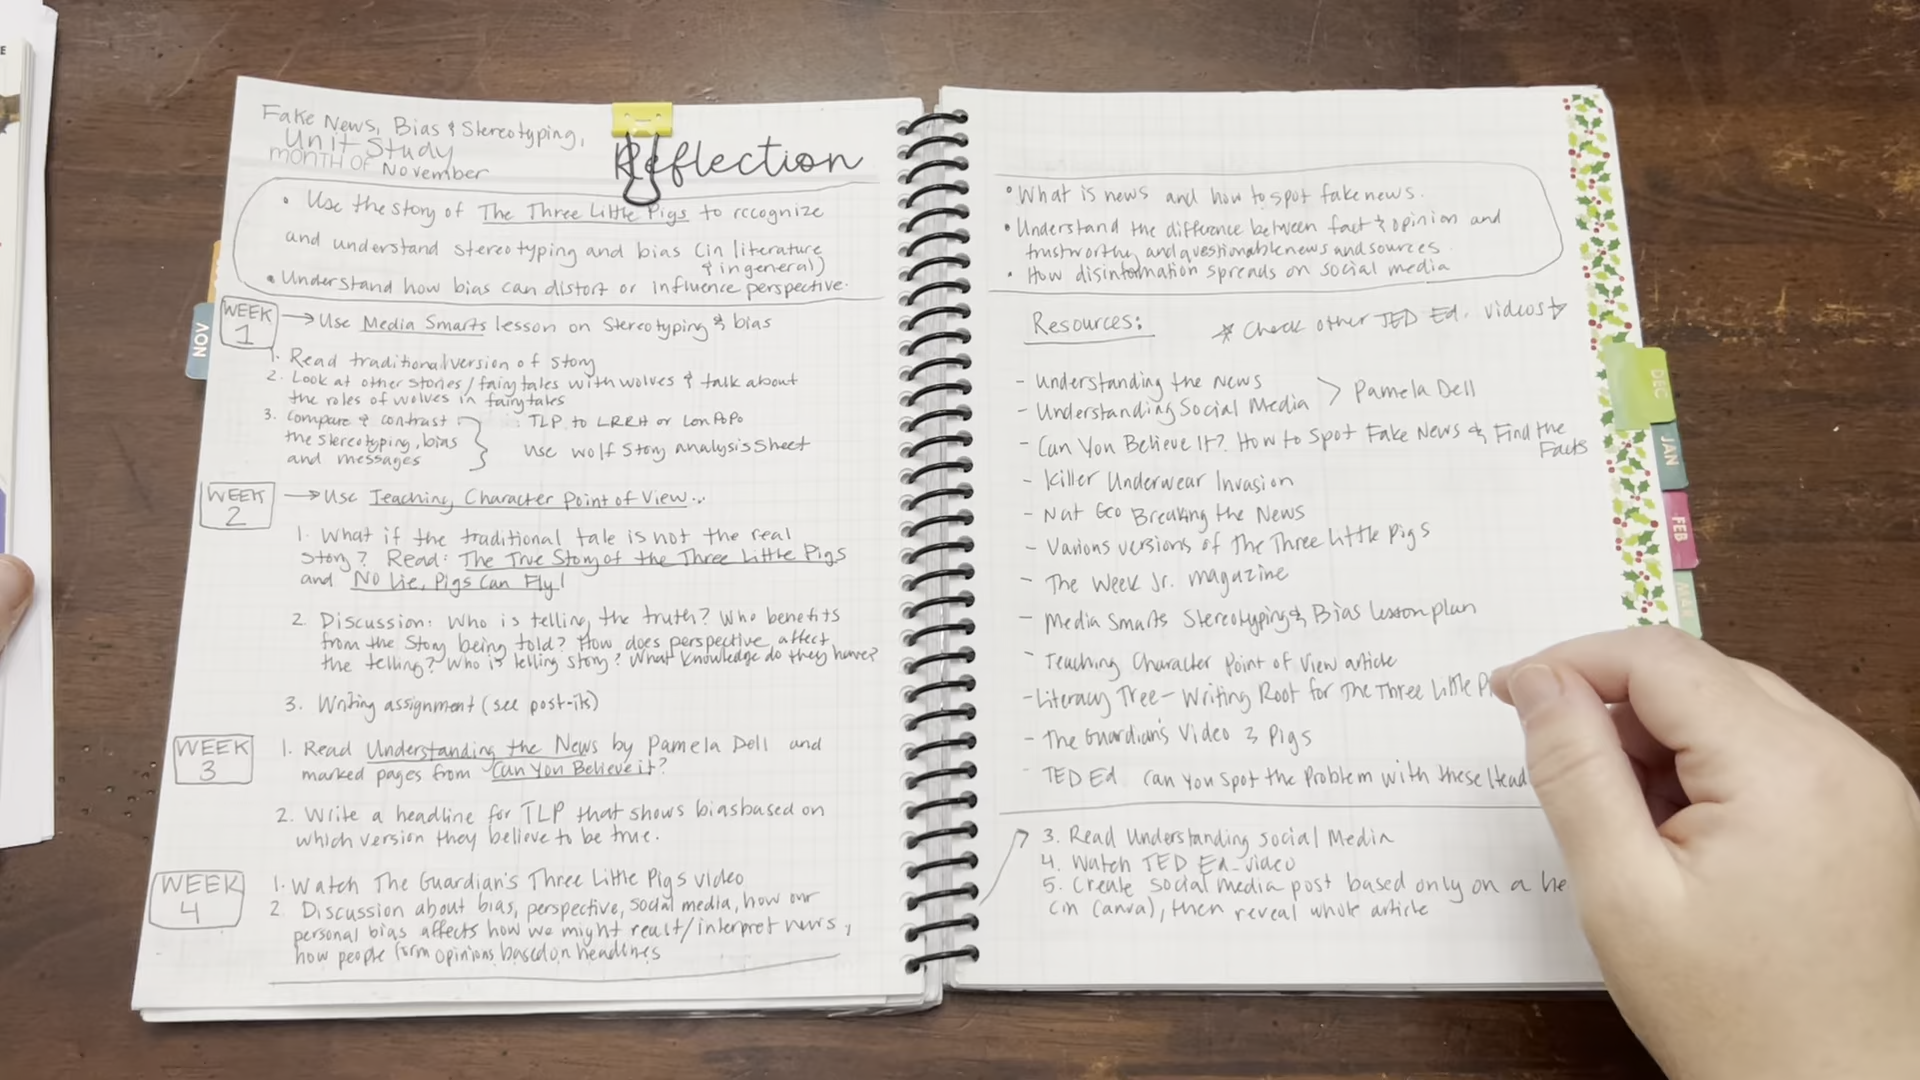 Fake News, Bias & Stereotyping,
Unit Study
MONTH OF November
Reflection
• Use the story of The Three Little Pigs to recognize
and understand stereotyping and bias (in literature
& in general)
• Understand how bias can distort or influence perspective.
WEEK 1
→ Use Media Smarts lesson on Stereotyping & bias
1. Read traditional version of story
2. Look at other stories/fairytales with wolves & talk about
the roles of wolves in fairytales
3. Compare & contrast
the stereotyping, bias
and messages
TLP to LRRH or Lon PoPo
Use wolf Story analysis sheet
WEEK 2
→ Use Teaching Character Point of View...
1. What if the traditional tale is not the real
story? Read: The True Story of the Three Little Pigs
and No Lie, Pigs Can Fly!
2. Discussion: Who is telling the truth? Who benefits
from the story being told? How does perspective affect
the telling? Who is telling story? What knowledge do they have?
3. Writing assignment (see post-its)
WEEK 3
1. Read Understanding the News by Pamela Dell and
marked pages from Can You Believe it?
2. Write a headline for TLP that shows bias based on
which version they believe to be true.
WEEK 4
1. Watch The Guardian's Three Little Pigs video
2. Discussion about bias, perspective, social media, how our
personal bias affects how we might react/interpret news,
how people form opinions based on headlines
NOV
• What is news and how to spot fake news.
• Understand the difference between fact & opinion and
trustworthy and questionable news and sources
• How disinformation spreads on social media
Resources:
* Check other TED Ed. videos
- Understanding the News
- Understanding Social Media > Pamela Dell
- Can You Believe It? How to Spot Fake News & Find the
Facts
- Killer Underwear Invasion
- Nat Geo Breaking the News
- Various versions of The Three Little Pigs
- The Week Jr. magazine
- Media Smarts Stereotyping & Bias lesson plan
- Teaching Character Point of View article
- Literacy Tree - Writing Root for The Three Little P
- The Guardian's Video 3 Pigs
- TED Ed can you spot the problem with these Head
3. Read Understanding Social Media
4. Watch TED Ed video
5. Create social media post based only on a he
(in Canva), then reveal whole article
DEC
JAN
FEB
MAR
E